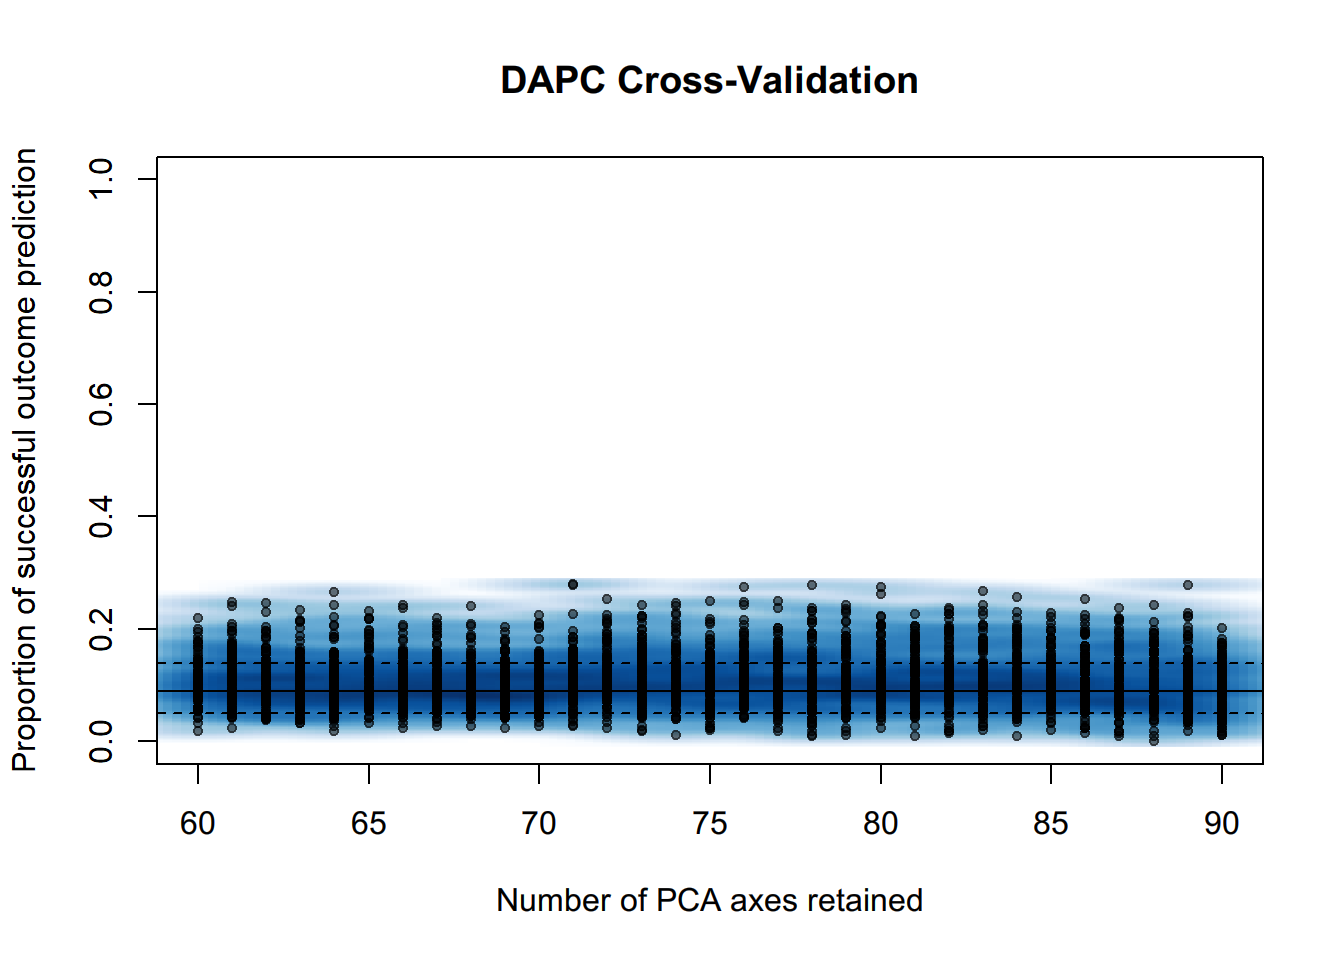 DAPC Cross-Validation
Proportion of successful outcome prediction
1.0
0.8
0.6
0.4
0.2
0.0
60 65 70 75 80 85 90
Number of PCA axes retained